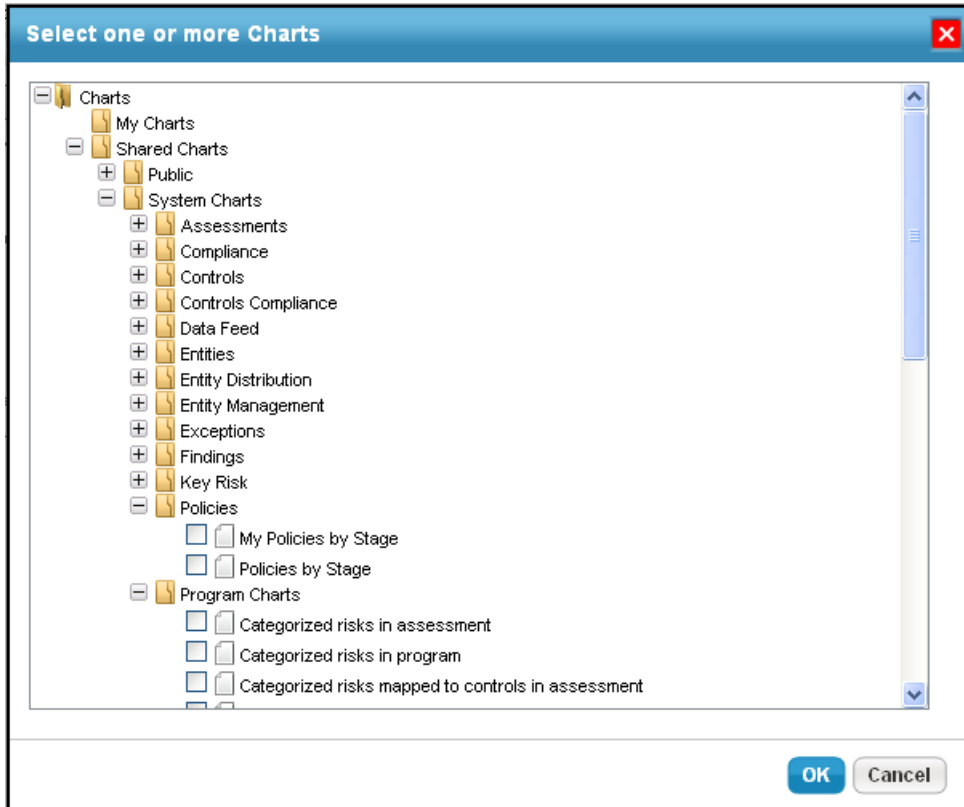 Select one or more Charts
Charts
My Charts
Shared Charts
Public
System Charts
Assessments
Compliance
Controls
Controls Compliance
Data Feed
Entities
Entity Distribution
Entity Management
Exceptions
Findings
Key Risk
Policies
My Policies by Stage
Policies by Stage
Program Charts
Categorized risks in assessment
Categorized risks in program
Categorized risks mapped to controls in assessment
OK Cancel